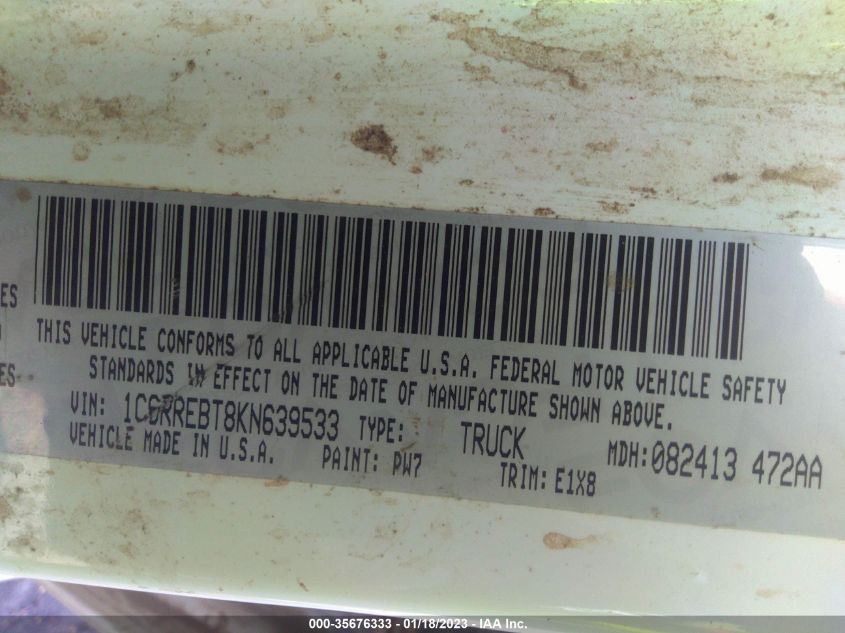 ES
ES
THIS VEHICLE CONFORMS TO ALL APPLICABLE U.S.A. FEDERAL MOTOR VEHICLE SAFETY
STANDARDS IN EFFECT ON THE DATE OF MANUFACTURE SHOWN ABOVE.
VIN: 1C6RREBT8KN639533 TYPE: TRUCK MDH:082413 472AA
VEHICLE MADE IN U.S.A. PAINT: PW7 TRIM: E1X8
000-35676333 - 01/18/2023 - IAA Inc.